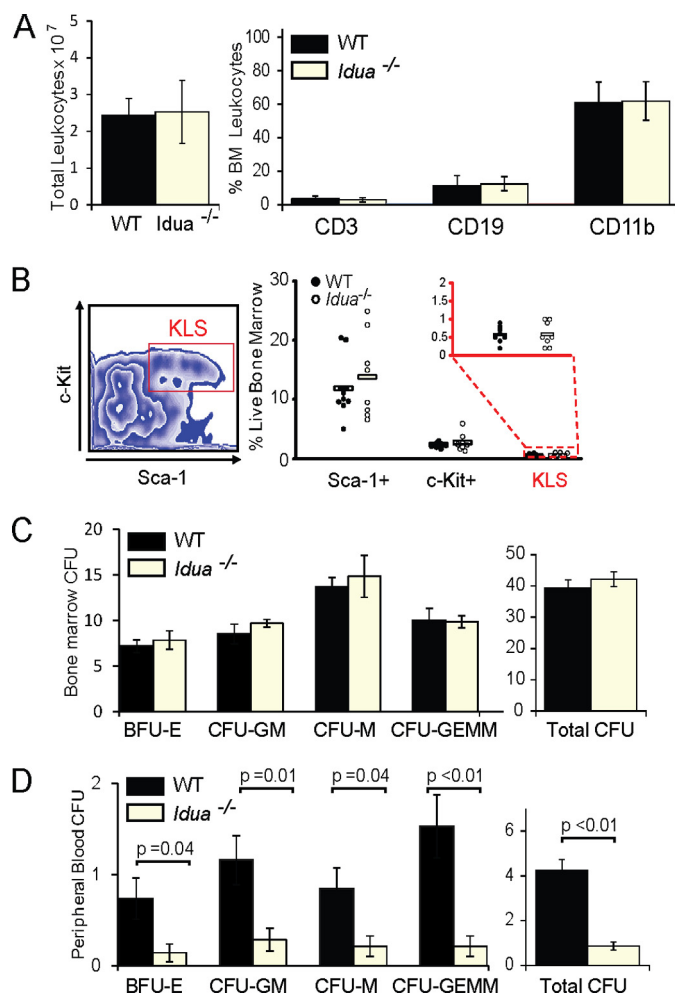 A
Total Leukocytes x 10^7
5
4
3
2
1
0
WT Idua -/-
% BM Leukocytes
100
80
60
40
20
0
WT
Idua -/-
CD3 CD19 CD11b
B
c-Kit
KLS
Sca-1
% Live Bone Marrow
30
20
10
0
WT
Idua-/-
2
1.5
1
0.5
0
Sca-1+ c-Kit+ KLS
C
Bone marrow CFU
20
15
10
5
0
WT
Idua -/-
BFU-E CFU-GM CFU-M CFU-GEMM
50
40
30
20
10
0
Total CFU
D
Peripheral Blood CFU
2
1
0
WT
Idua -/-
p =0.04
p =0.01
p =0.04
p <0.01
BFU-E CFU-GM CFU-M CFU-GEMM
6
4
2
0
p <0.01
Total CFU